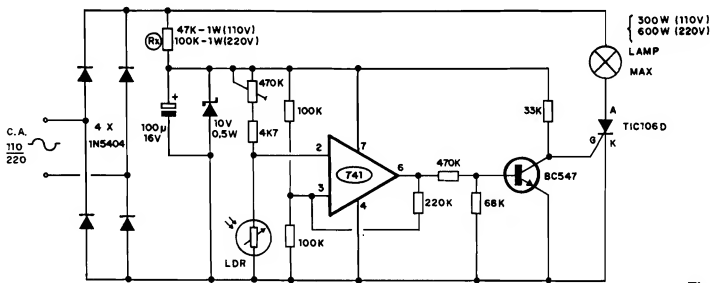 47K-1W(110V)
Rx
100K-1W(220V)
300W (110V)
600W (220V)
LAMP
MAX
470K
100K
33K
A
TIC106D
G
K
C.A.
110
220
4 X
1N5404
+
100μ
16V
10V
0,5W
4K7
2
7
741
6
470K
BC547
3
4
220K
68K
100K
LDR